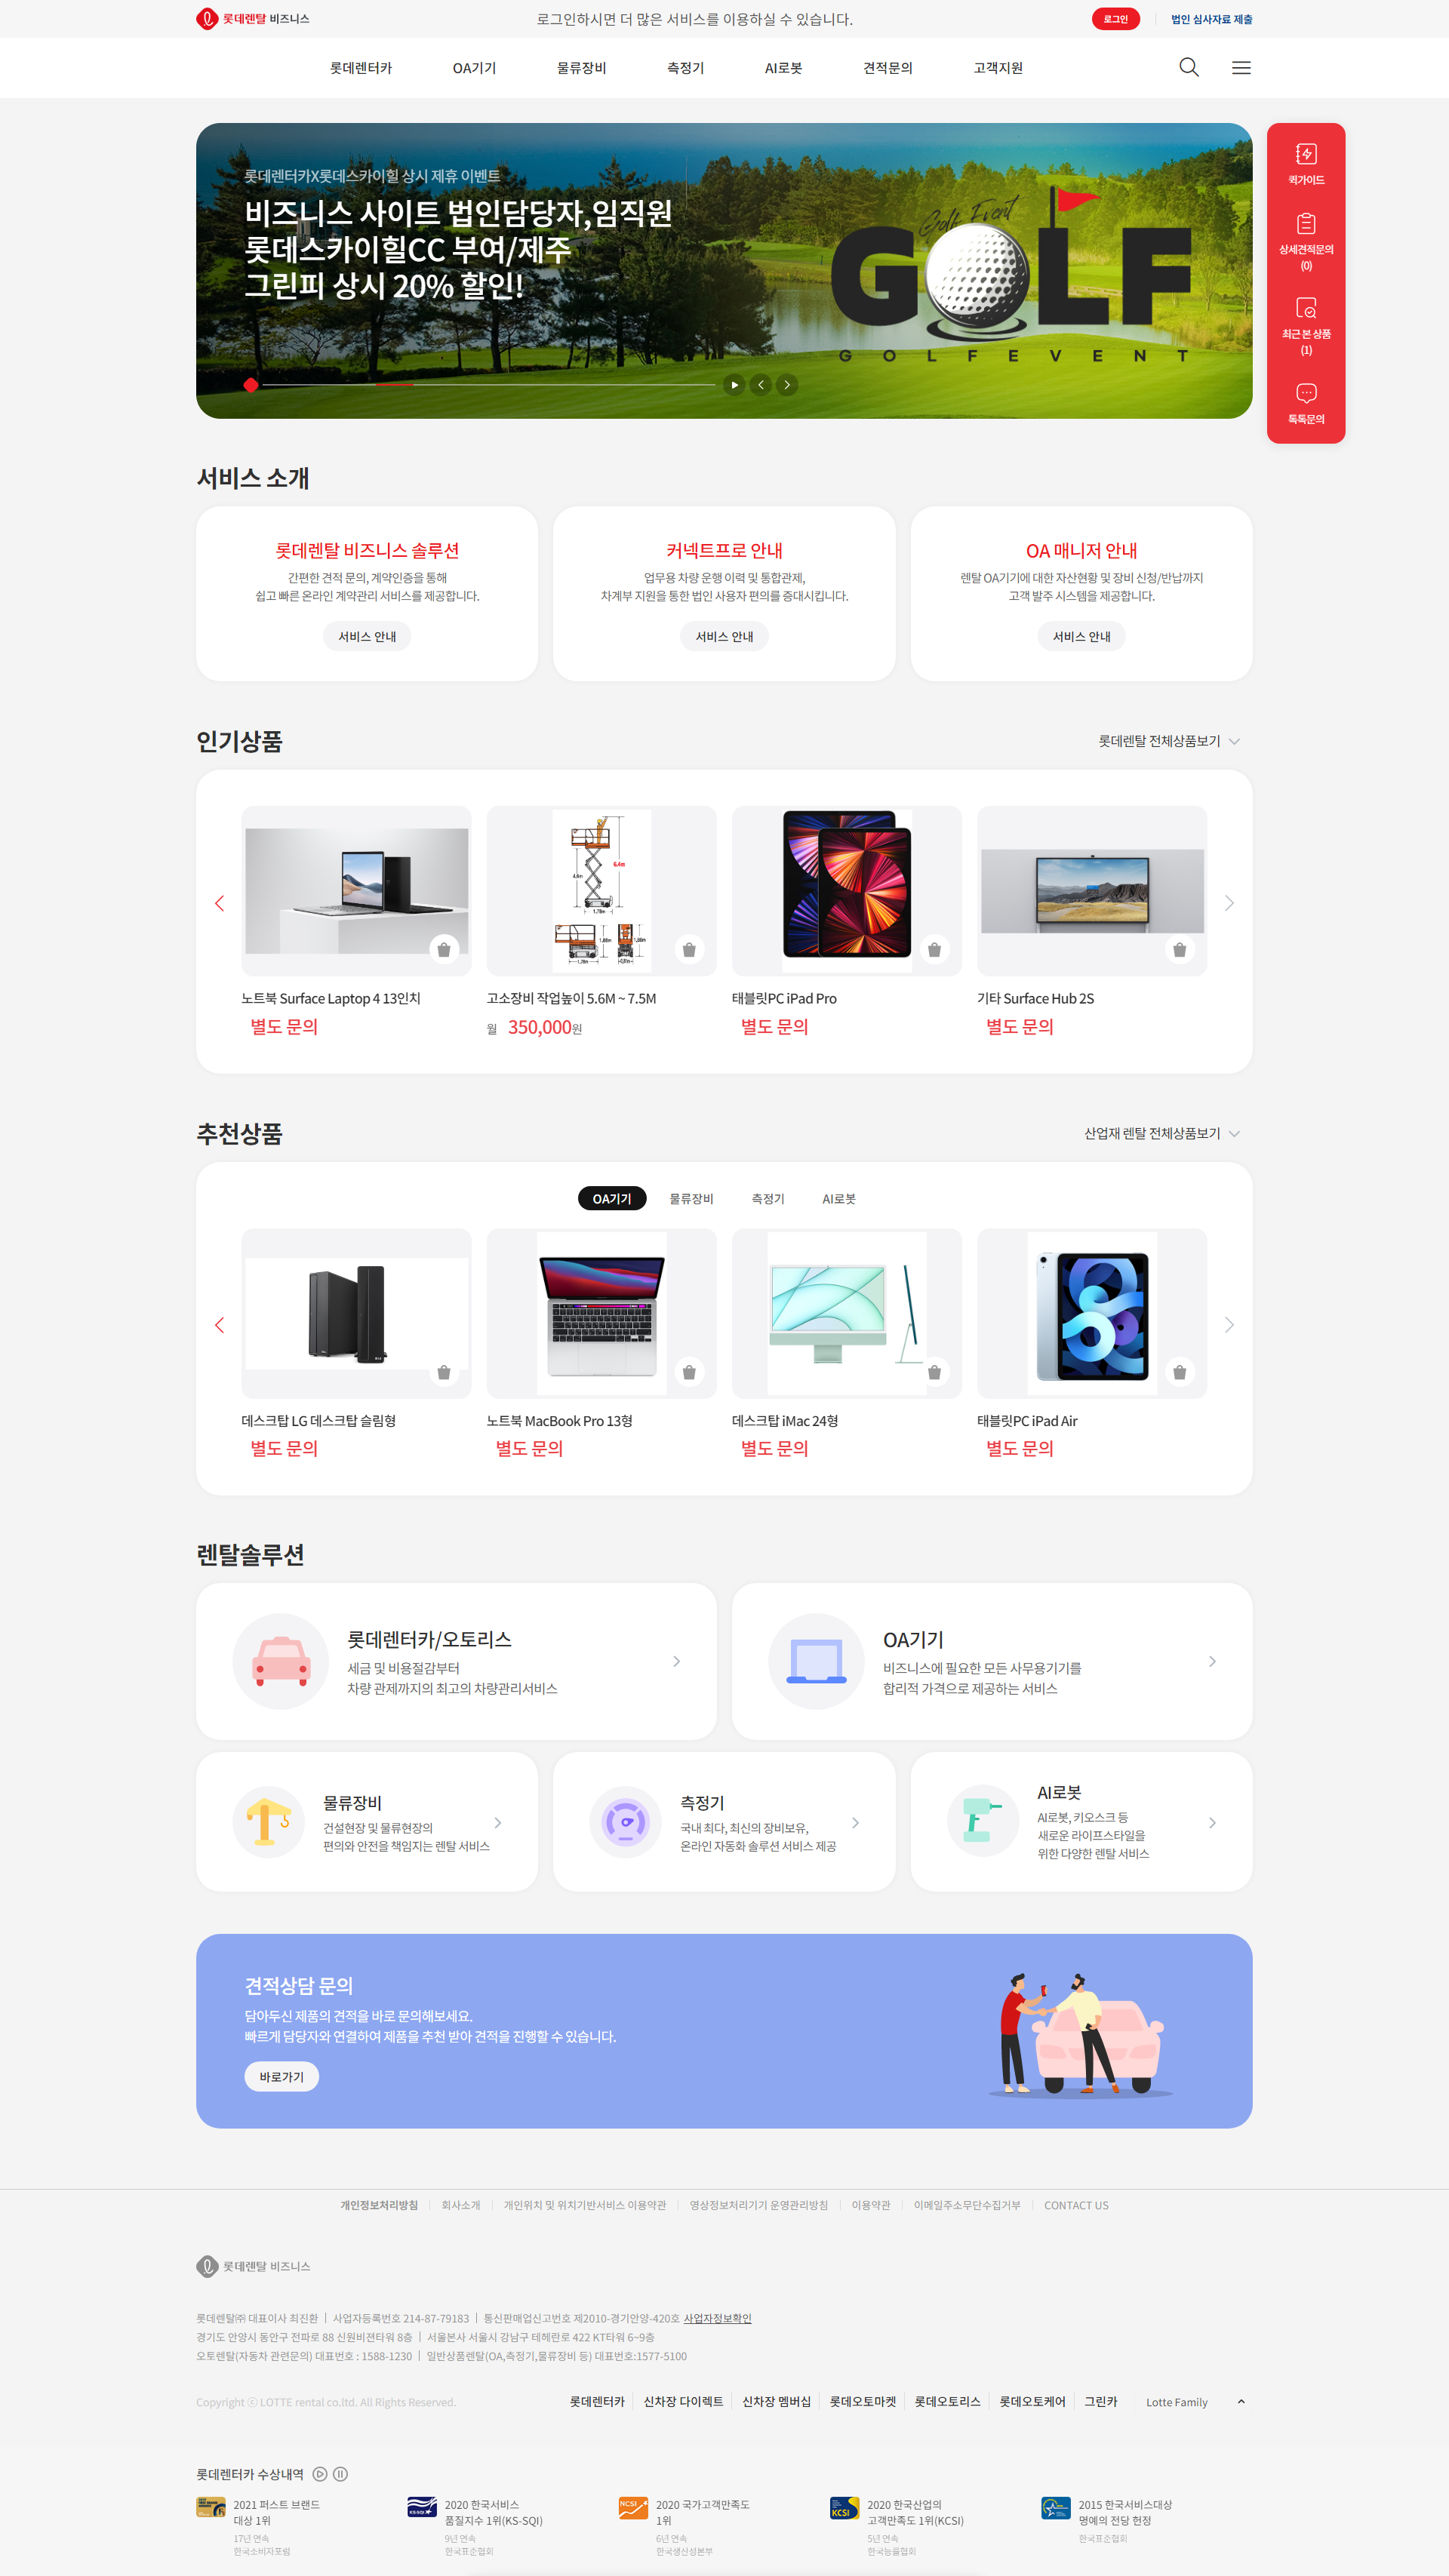 롯데렌탈 비즈니스
로그인하시면 더 많은 서비스를 이용하실 수 있습니다.
로그인
법인 심사자료 제출
롯데렌터카
OA기기
물류장비
측정기
AI로봇
견적문의
고객지원
롯데렌터카X롯데스카이힐 상시 제휴 이벤트
비즈니스 사이트 법인담당자,임직원
롯데스카이힐CC 부여/제주
그린피 상시 20% 할인!
Golf Event
GOLF
GOLFEVENT
퀵가이드
상세견적문의
(0)
최근 본 상품
(1)
톡톡문의
서비스 소개
롯데렌탈 비즈니스 솔루션
간편한 견적 문의, 계약인증을 통해
쉽고 빠른 온라인 계약관리 서비스를 제공합니다.
서비스 안내
커넥트프로 안내
업무용 차량 운행 이력 및 통합관제,
차계부 지원을 통한 법인 사용자 편의를 증대시킵니다.
서비스 안내
OA 매니저 안내
렌탈 OA기기에 대한 자산현황 및 장비 신청/반납까지
고객 발주 시스템을 제공합니다.
서비스 안내
인기상품
롯데렌탈 전체상품보기
6.4m
4.6m
1.78m
노트북 Surface Laptop 4 13인치
별도 문의
고소장비 작업높이 5.6M ~ 7.5M
월 350,000원
태블릿PC iPad Pro
별도 문의
기타 Surface Hub 2S
별도 문의
추천상품
산업재 렌탈 전체상품보기
OA기기
물류장비
측정기
AI로봇
데스크탑 LG 데스크탑 슬림형
별도 문의
노트북 MacBook Pro 13형
별도 문의
데스크탑 iMac 24형
별도 문의
태블릿PC iPad Air
별도 문의
렌탈솔루션
롯데렌터카/오토리스
세금 및 비용절감부터
차량 관제까지의 최고의 차량관리서비스
OA기기
비즈니스에 필요한 모든 사무용기기를
합리적 가격으로 제공하는 서비스
물류장비
건설현장 및 물류현장의
편의와 안전을 책임지는 렌탈 서비스
측정기
국내 최다, 최신의 장비보유,
온라인 자동화 솔루션 서비스 제공
AI로봇
AI로봇, 키오스크 등
새로운 라이프스타일을
위한 다양한 렌탈 서비스
견적상담 문의
담아두신 제품의 견적을 바로 문의해보세요.
빠르게 담당자와 연결하여 제품을 추천 받아 견적을 진행할 수 있습니다.
바로가기
개인정보처리방침
회사소개
개인위치 및 위치기반서비스 이용약관
영상정보처리기기 운영관리방침
이용약관
이메일주소무단수집거부
CONTACT US
롯데렌탈 비즈니스
롯데렌탈㈜ 대표이사 최진환 | 사업자등록번호 214-87-79183 | 통신판매업신고번호 제2010-경기안양-420호 사업자정보확인
경기도 안양시 동안구 전파로 88 신원비젼타워 8층 | 서울본사 서울시 강남구 테헤란로 422 KT타워 6~9층
오토렌탈(자동차 관련문의) 대표번호 : 1588-1230 | 일반상품렌탈(OA,측정기,물류장비 등) 대표번호:1577-5100
Copyright ⓒ LOTTE rental co.ltd. All Rights Reserved.
롯데렌터카
신차장 다이렉트
신차장 멤버십
롯데오토마켓
롯데오토리스
롯데오토케어
그린카
Lotte Family
롯데렌터카 수상내역
2021 퍼스트 브랜드
대상 1위
17년 연속
한국소비자포럼
KS-SQI
2020 한국서비스
품질지수 1위(KS-SQI)
9년 연속
한국표준협회
NCSI
2020 국가고객만족도
1위
6년 연속
한국생산성본부
KCSI
2020 한국산업의
고객만족도 1위(KCSI)
5년 연속
한국능률협회
2015 한국서비스대상
명예의 전당 헌정
한국표준협회